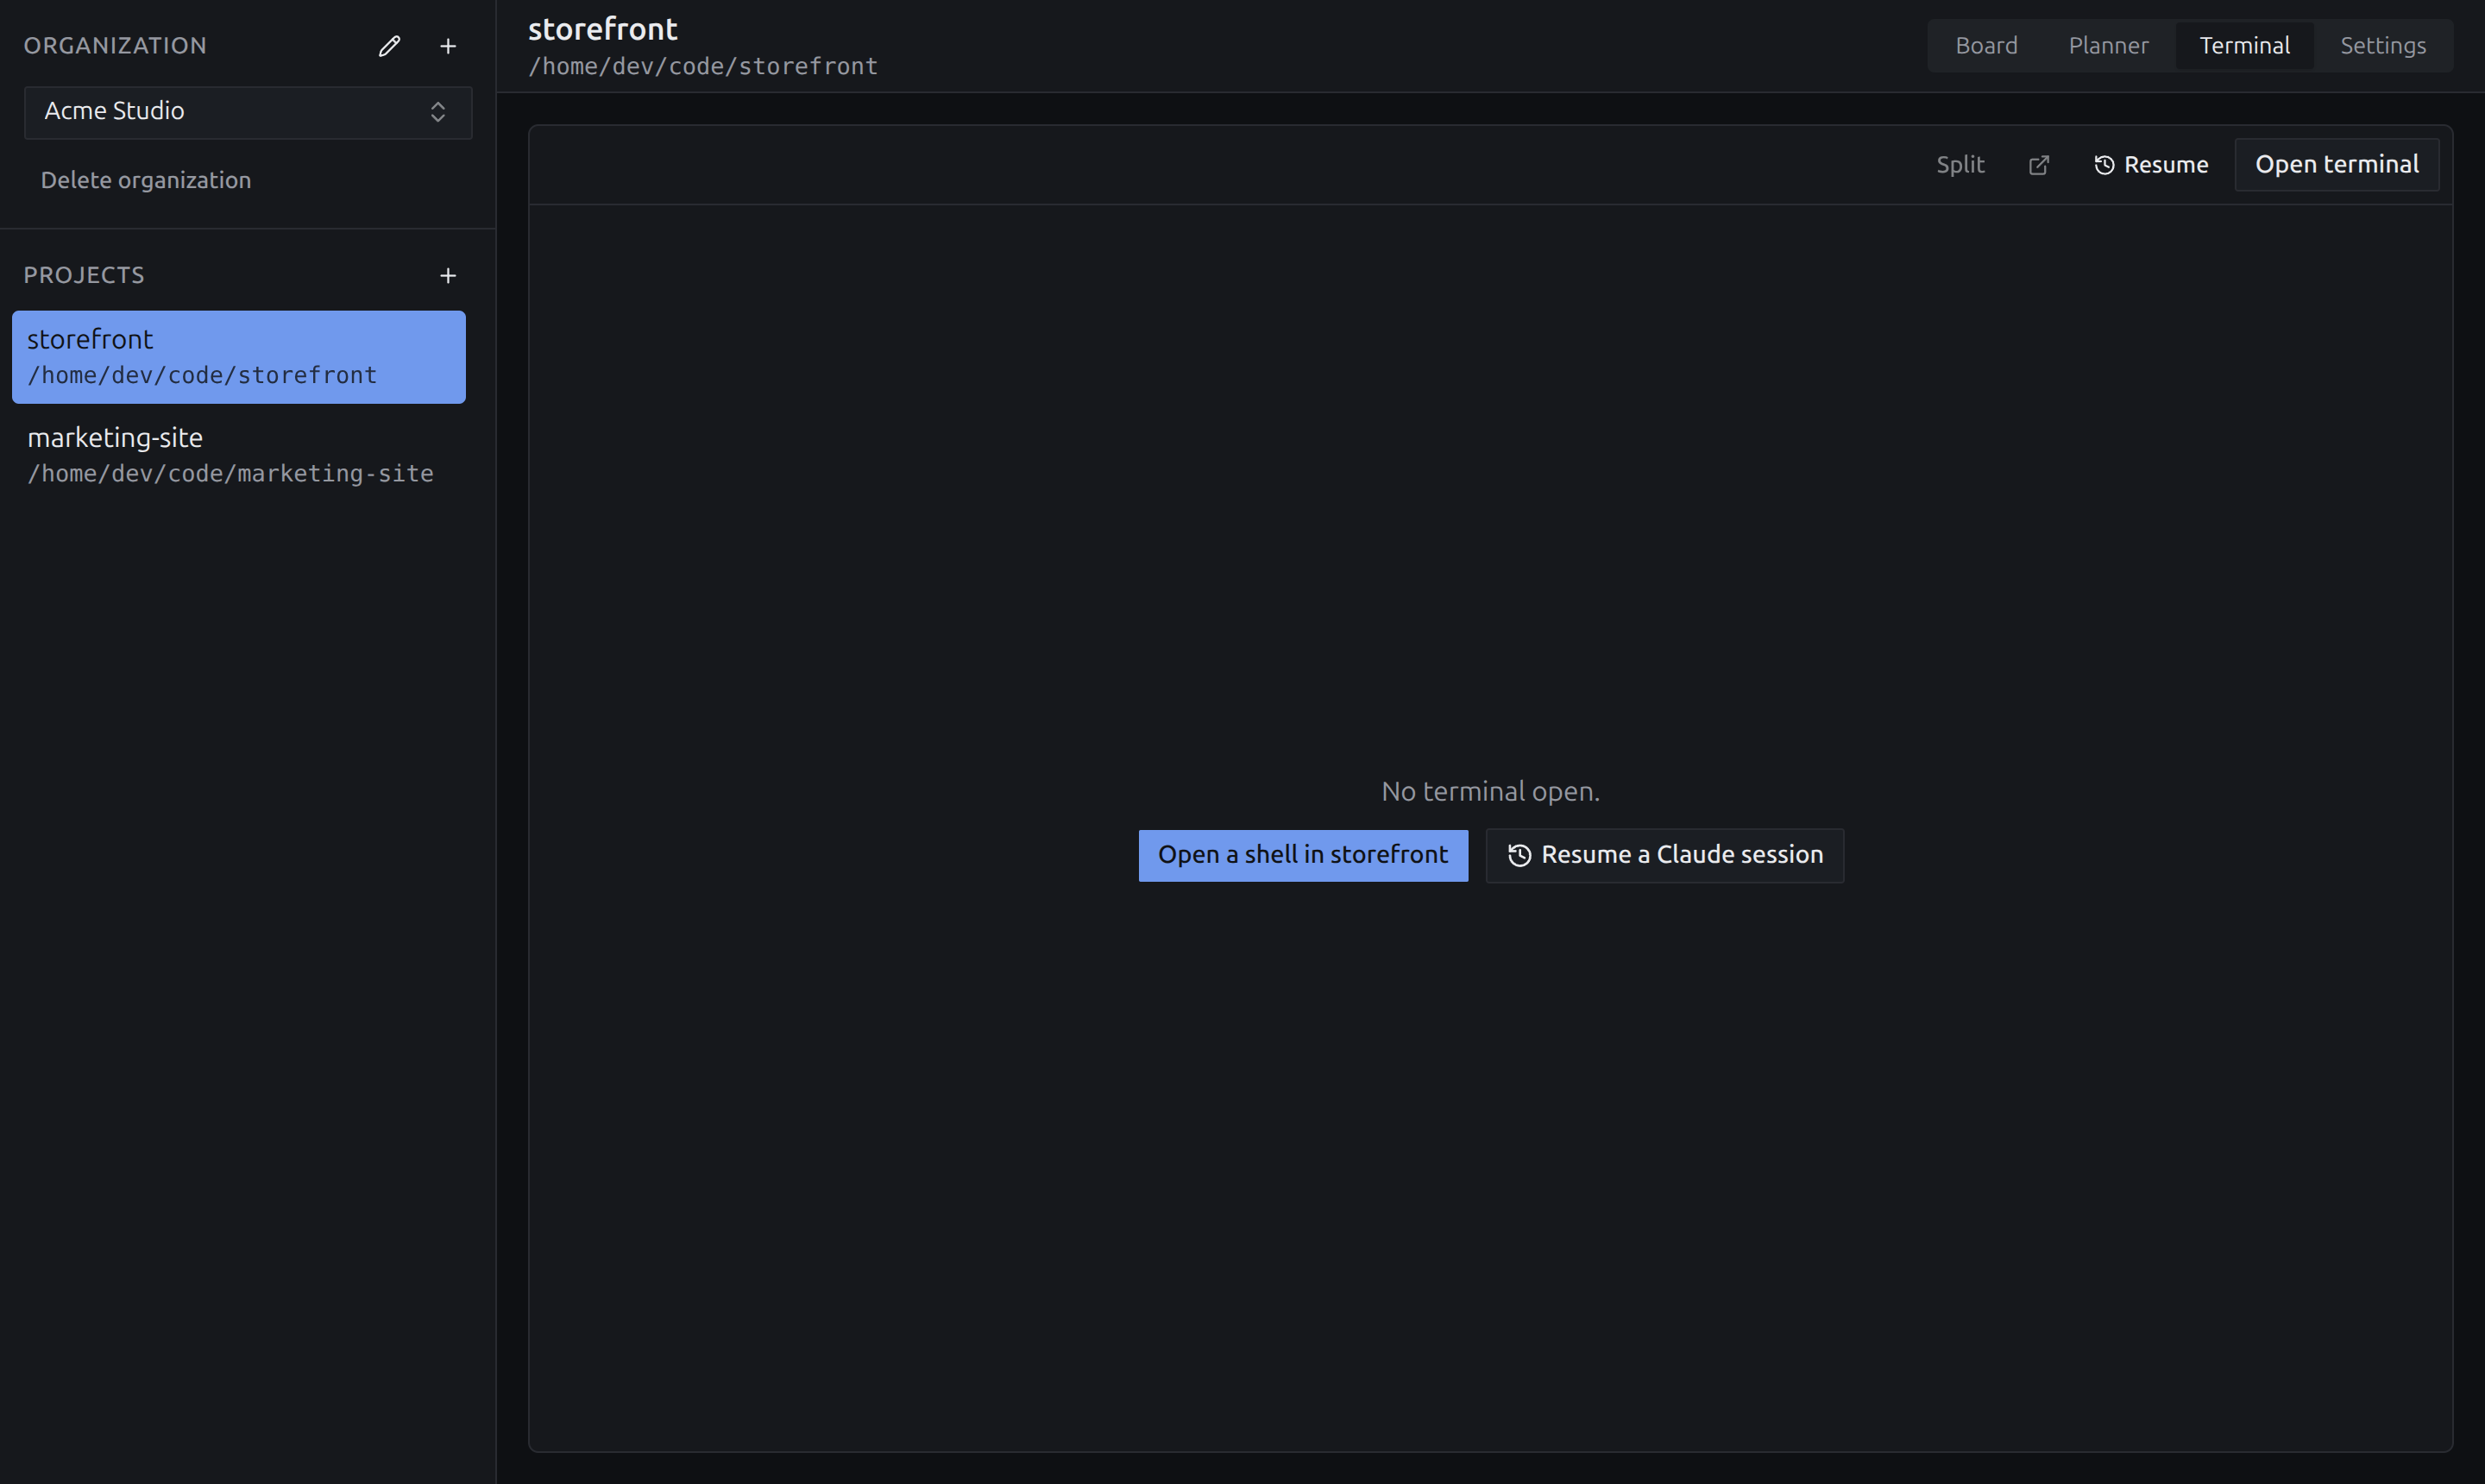 ORGANIZATION
Acme Studio
Delete organization
PROJECTS
storefront
/home/dev/code/storefront
marketing-site
/home/dev/code/marketing-site
storefront
/home/dev/code/storefront
Board Planner Terminal Settings
Split Resume Open terminal
No terminal open.
Open a shell in storefront Resume a Claude session